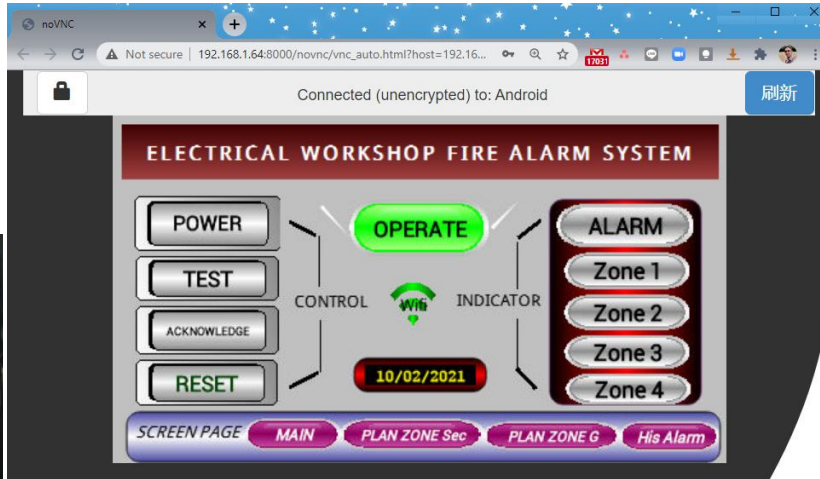 noVNC
Not secure | 192.168.1.64:8000/novnc/vnc_auto.html?host=192.16...
17031
Connected (unencrypted) to: Android
刷新
ELECTRICAL WORKSHOP FIRE ALARM SYSTEM
POWER
TEST
ACKNOWLEDGE
RESET
CONTROL
OPERATE
Wifi
10/02/2021
INDICATOR
ALARM
Zone 1
Zone 2
Zone 3
Zone 4
SCREEN PAGE MAIN PLAN ZONE Sec PLAN ZONE G His Alarm